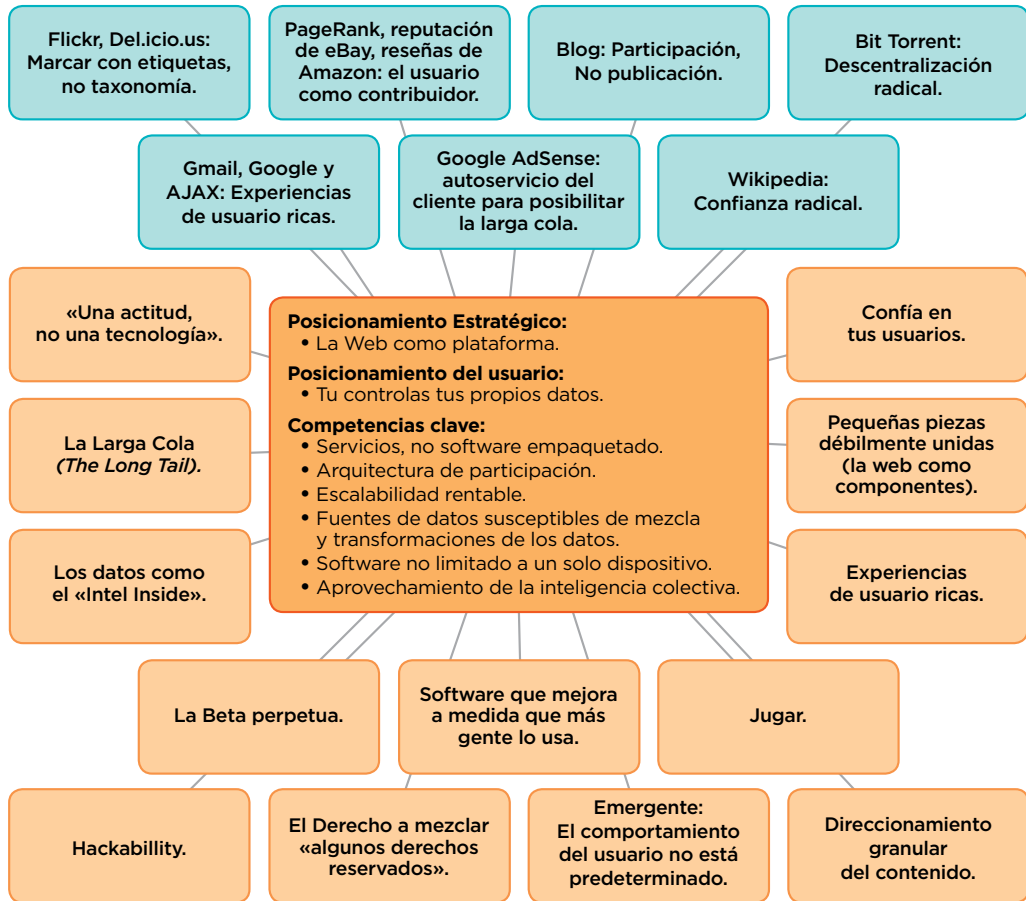 Flickr, Del.icio.us:
Marcar con etiquetas,
no taxonomía.
PageRank, reputación
de eBay, reseñas de
Amazon: el usuario
como contribuidor.
Blog: Participación,
No publicación.
Bit Torrent:
Descentralización
radical.
Gmail, Google y
AJAX: Experiencias
de usuario ricas.
Google AdSense:
autoservicio del
cliente para posibilitar
la larga cola.
Wikipedia:
Confianza radical.
«Una actitud,
no una tecnología».
La Larga Cola
(The Long Tail).
Los datos como
el «Intel Inside».
Posicionamiento Estratégico:
• La Web como plataforma.
Posicionamiento del usuario:
• Tu controlas tus propios datos.
Competencias clave:
• Servicios, no software empaquetado.
• Arquitectura de participación.
• Escalabilidad rentable.
• Fuentes de datos susceptibles de mezcla
y transformaciones de los datos.
• Software no limitado a un solo dispositivo.
• Aprovechamiento de la inteligencia colectiva.
Confía en
tus usuarios.
Pequeñas piezas
débilmente unidas
(la web como
componentes).
Experiencias
de usuario ricas.
La Beta perpetua.
Software que mejora
a medida que más
gente lo usa.
Jugar.
Hackabillity.
El Derecho a mezclar
«algunos derechos
reservados».
Emergente:
El comportamiento
del usuario no está
predeterminado.
Direccionamiento
granular
del contenido.